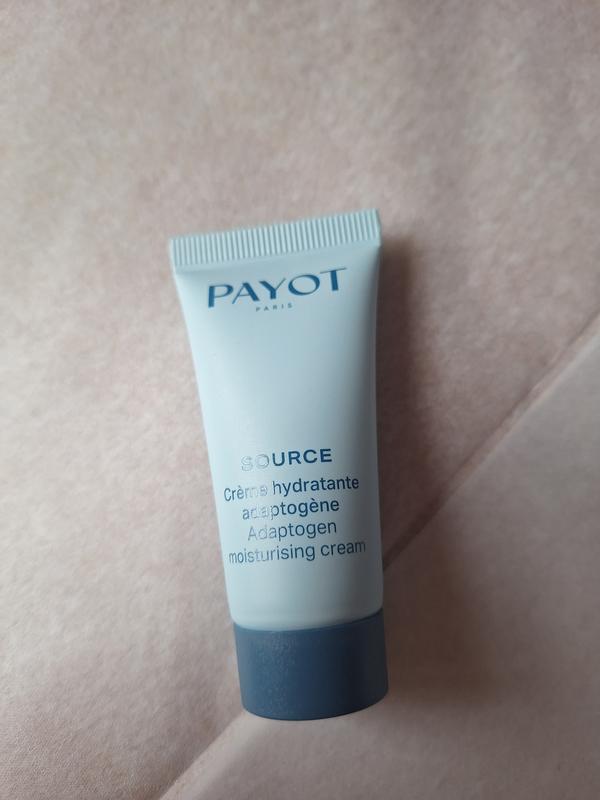 PAYOT
PARIS
SOURCE
Crème hydratante
adaptogène
Adaptogen
moisturising cream